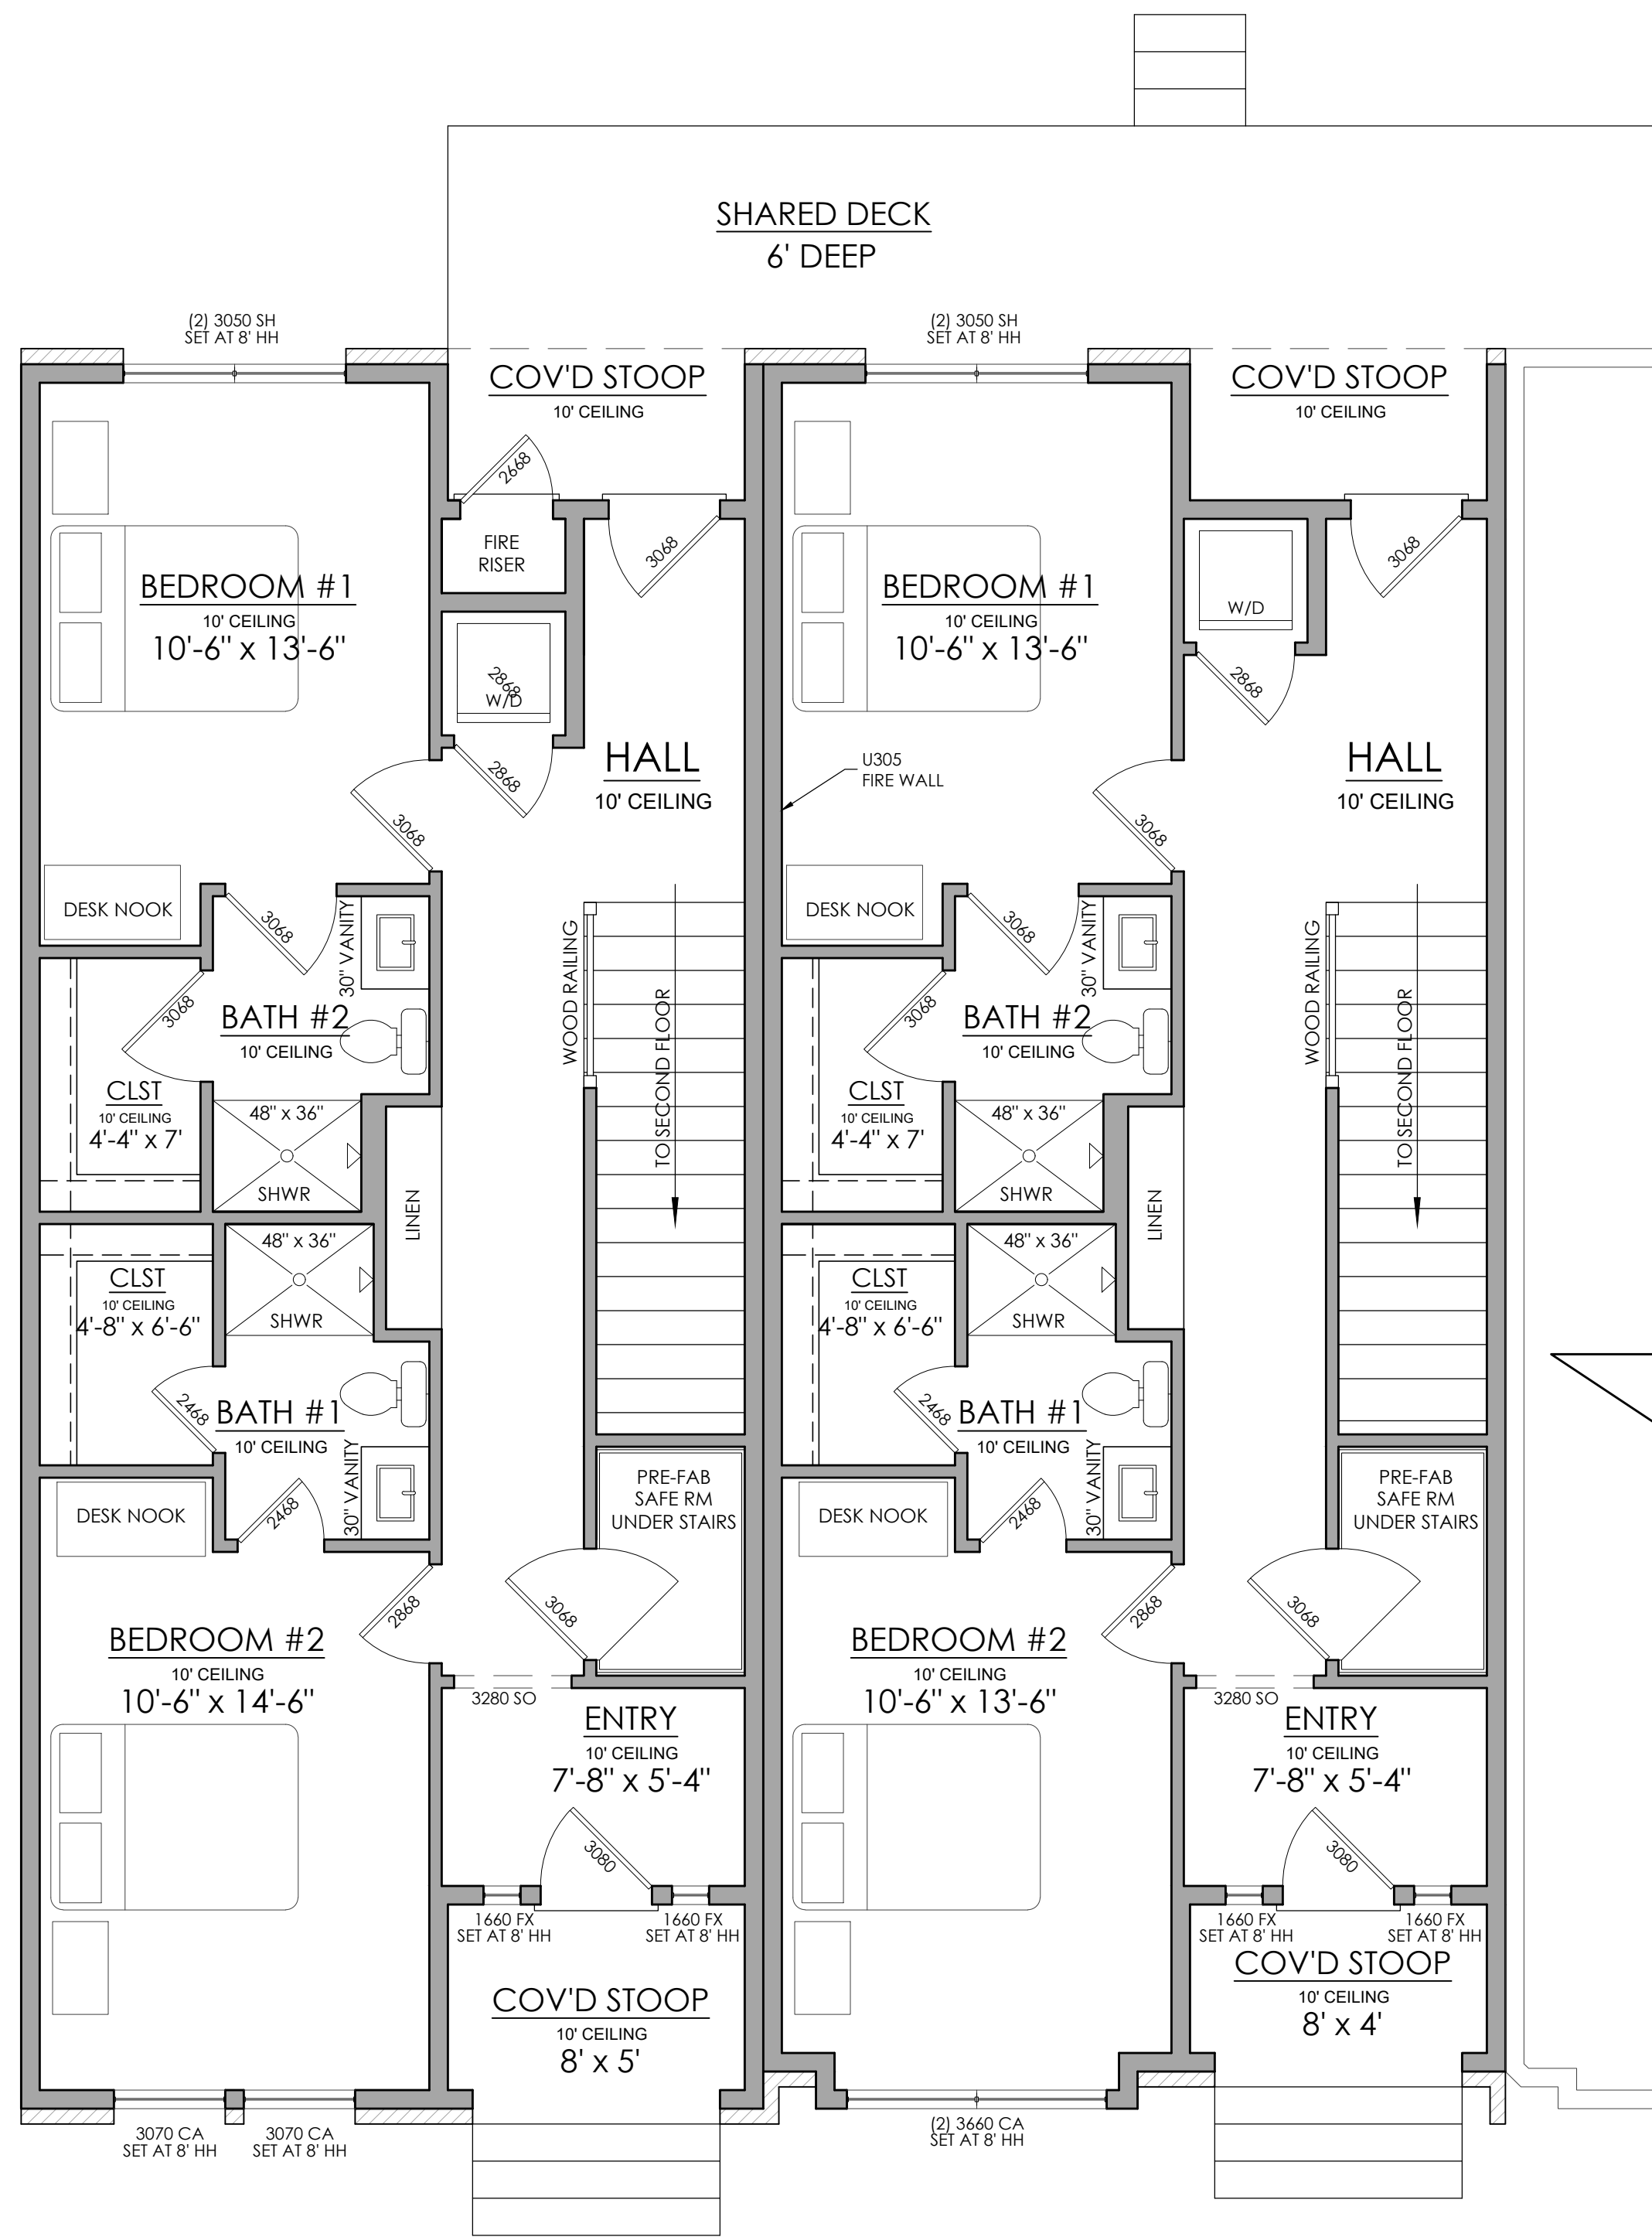 SHARED DECK
6' DEEP
(2) 3050 SH
SET AT 8' HH
(2) 3050 SH
SET AT 8' HH
COV'D STOOP
10' CEILING
COV'D STOOP
10' CEILING
2668
FIRE
RISER
3068
3068
BEDROOM #1
10' CEILING
10'-6" x 13'-6"
BEDROOM #1
10' CEILING
10'-6" x 13'-6"
W/D
2868
W/D
2868
2868
HALL
10' CEILING
U305
FIRE WALL
HALL
10' CEILING
3068
3068
DESK NOOK
3068
30" VANITY
DESK NOOK
3068
30" VANITY
WOOD RAILING
TO SECOND FLOOR
WOOD RAILING
TO SECOND FLOOR
3068
BATH #2
10' CEILING
3068
BATH #2
10' CEILING
CLST
10' CEILING
4'-4" x 7'
48" x 36"
SHWR
CLST
10' CEILING
4'-4" x 7'
48" x 36"
SHWR
LINEN
LINEN
CLST
10' CEILING
4'-8" x 6'-6"
48" x 36"
SHWR
CLST
10' CEILING
4'-8" x 6'-6"
48" x 36"
SHWR
2468
BATH #1
10' CEILING
2468
BATH #1
10' CEILING
DESK NOOK
2468
30" VANITY
PRE-FAB
SAFE RM
UNDER STAIRS
DESK NOOK
2468
30" VANITY
PRE-FAB
SAFE RM
UNDER STAIRS
2868
3068
2868
3068
BEDROOM #2
10' CEILING
10'-6" x 14'-6"
BEDROOM #2
10' CEILING
10'-6" x 13'-6"
3280 SO
ENTRY
10' CEILING
7'-8" x 5'-4"
3280 SO
ENTRY
10' CEILING
7'-8" x 5'-4"
3080
3080
1660 FX
SET AT 8' HH
1660 FX
SET AT 8' HH
1660 FX
SET AT 8' HH
1660 FX
SET AT 8' HH
COV'D STOOP
10' CEILING
8' x 5'
COV'D STOOP
10' CEILING
8' x 4'
3070 CA
SET AT 8' HH
3070 CA
SET AT 8' HH
(2) 3660 CA
SET AT 8' HH